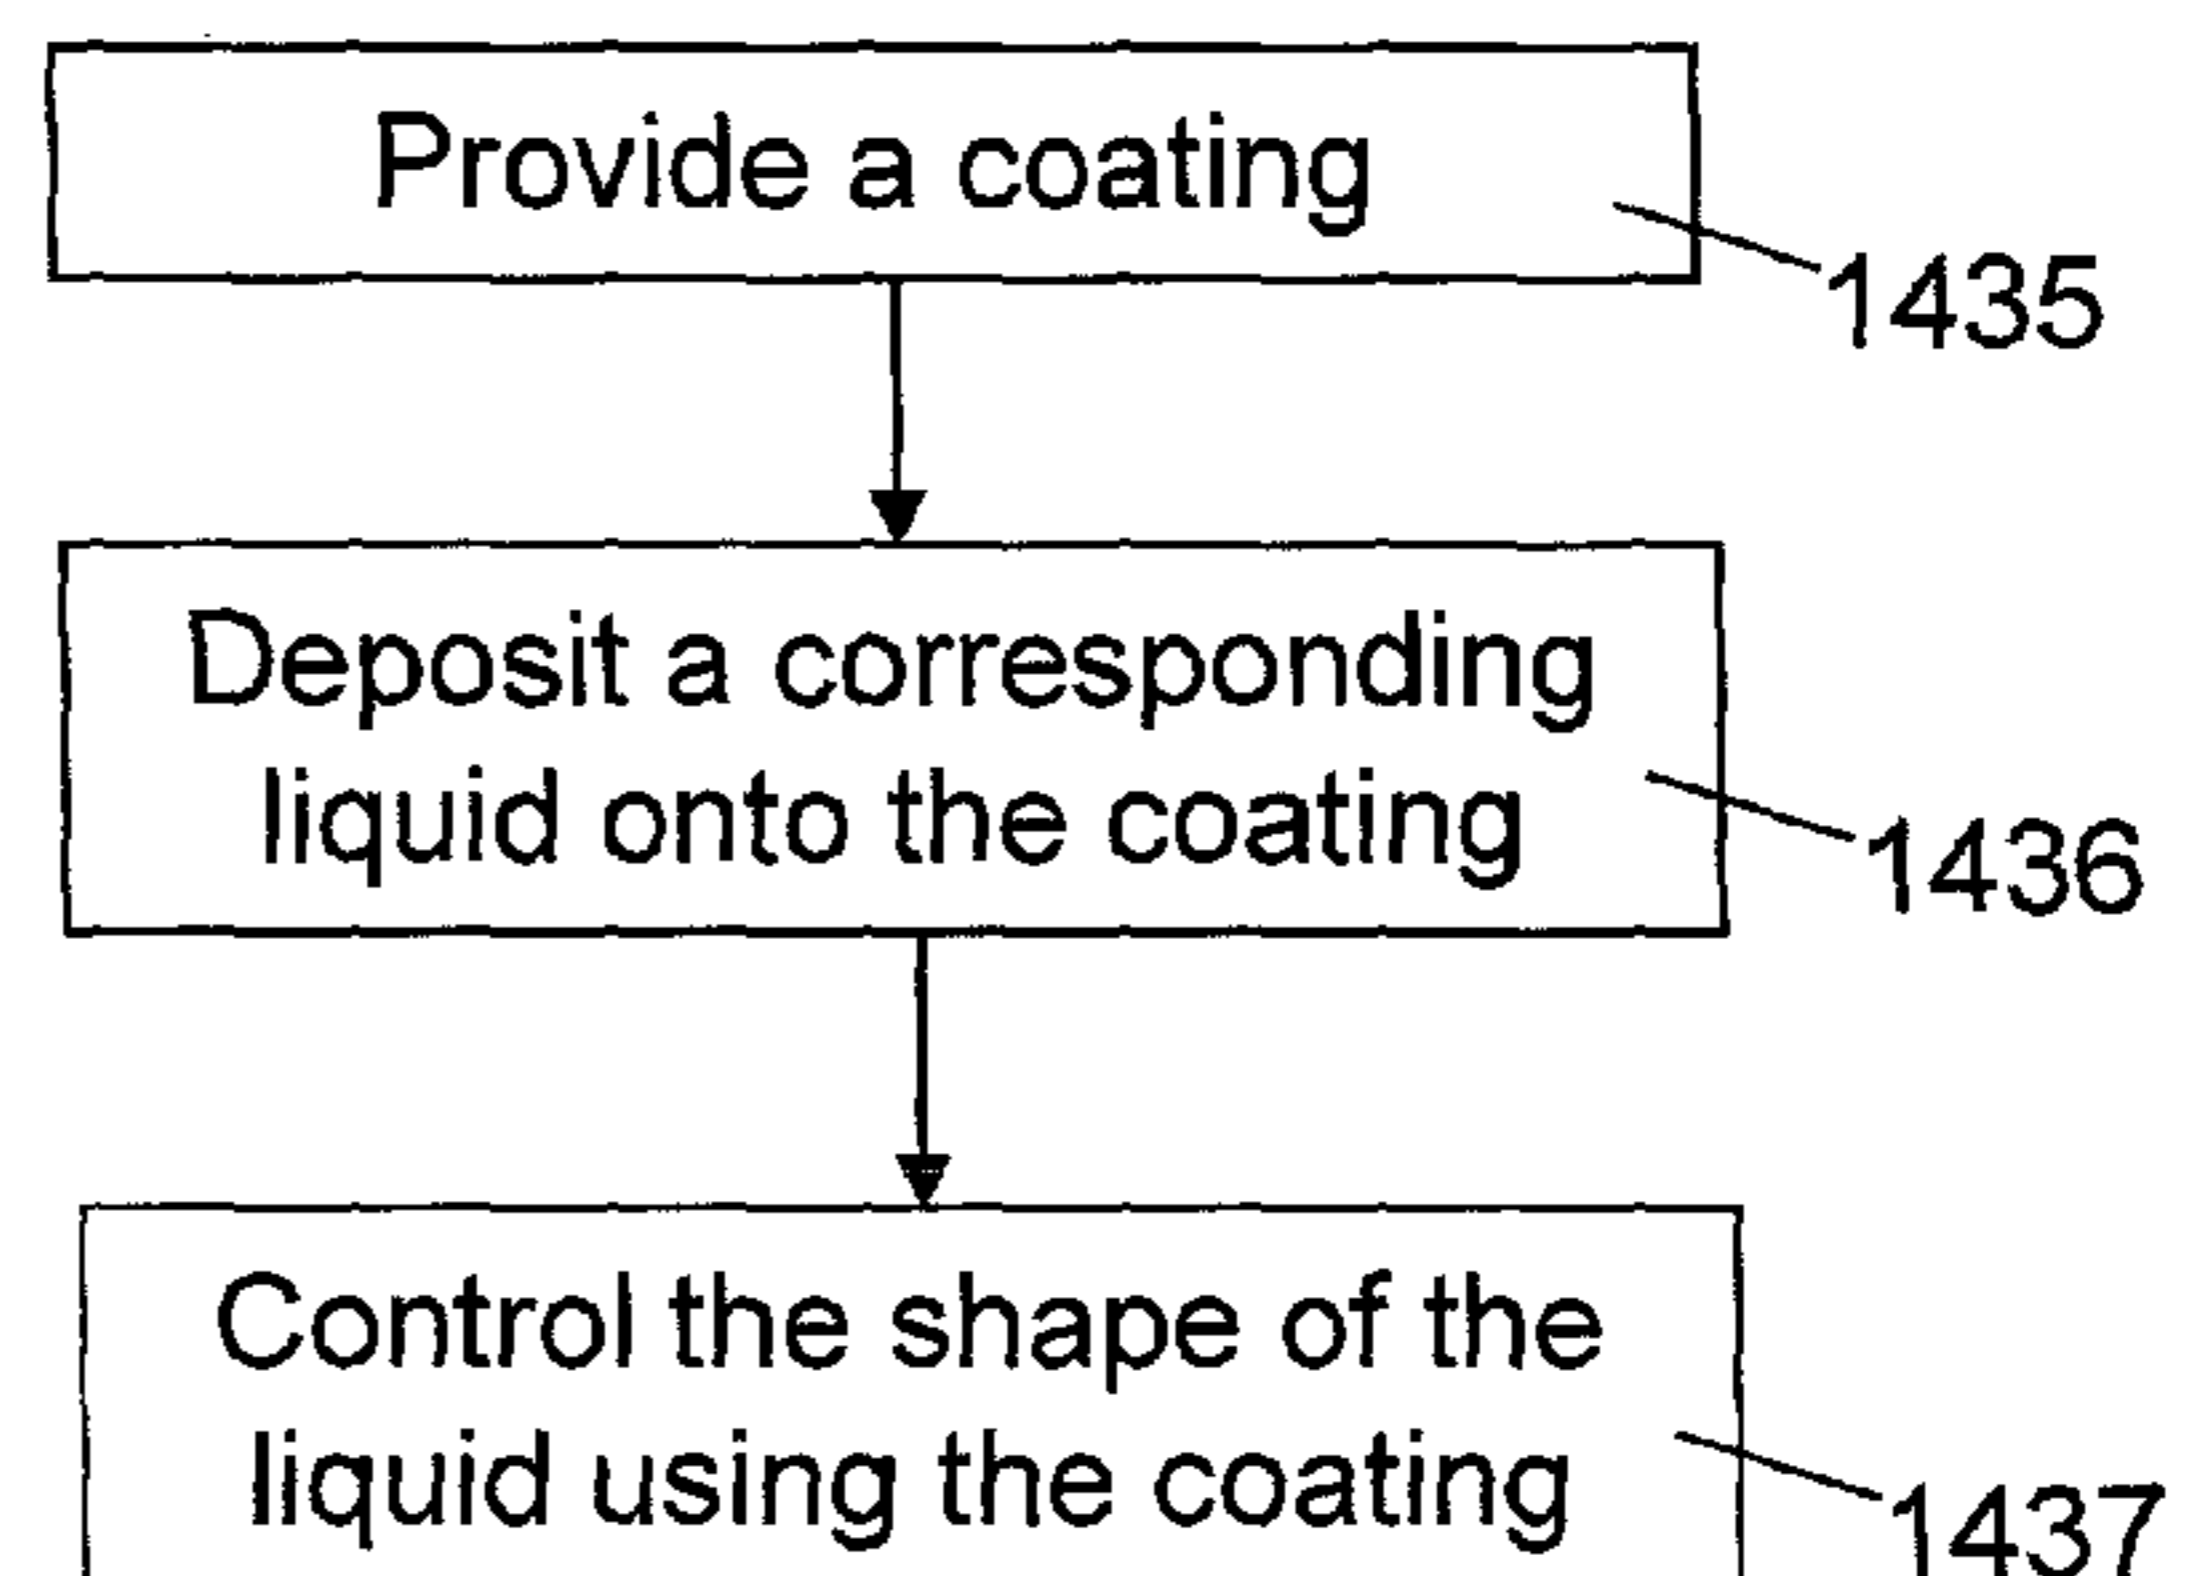 Provide a coating
1435
Deposit a corresponding
liquid onto the coating
1436
Control the shape of the
liquid using the coating
1437